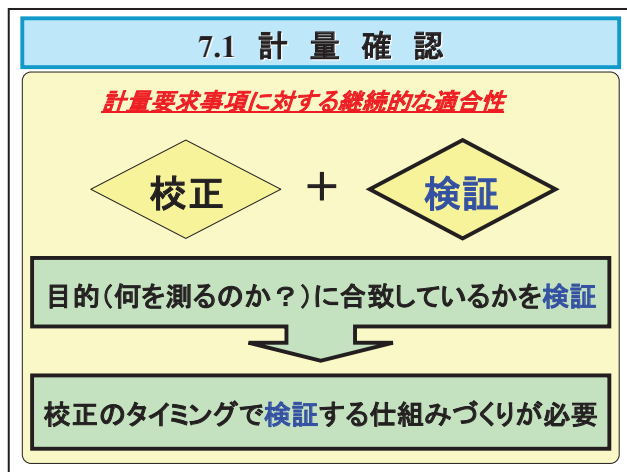 7.1 計 量 確 認
計量要求事項に対する継続的な適合性
校正 + 検証
目的(何を測るのか?)に合致しているかを検証
校正のタイミングで検証する仕組みづくりが必要